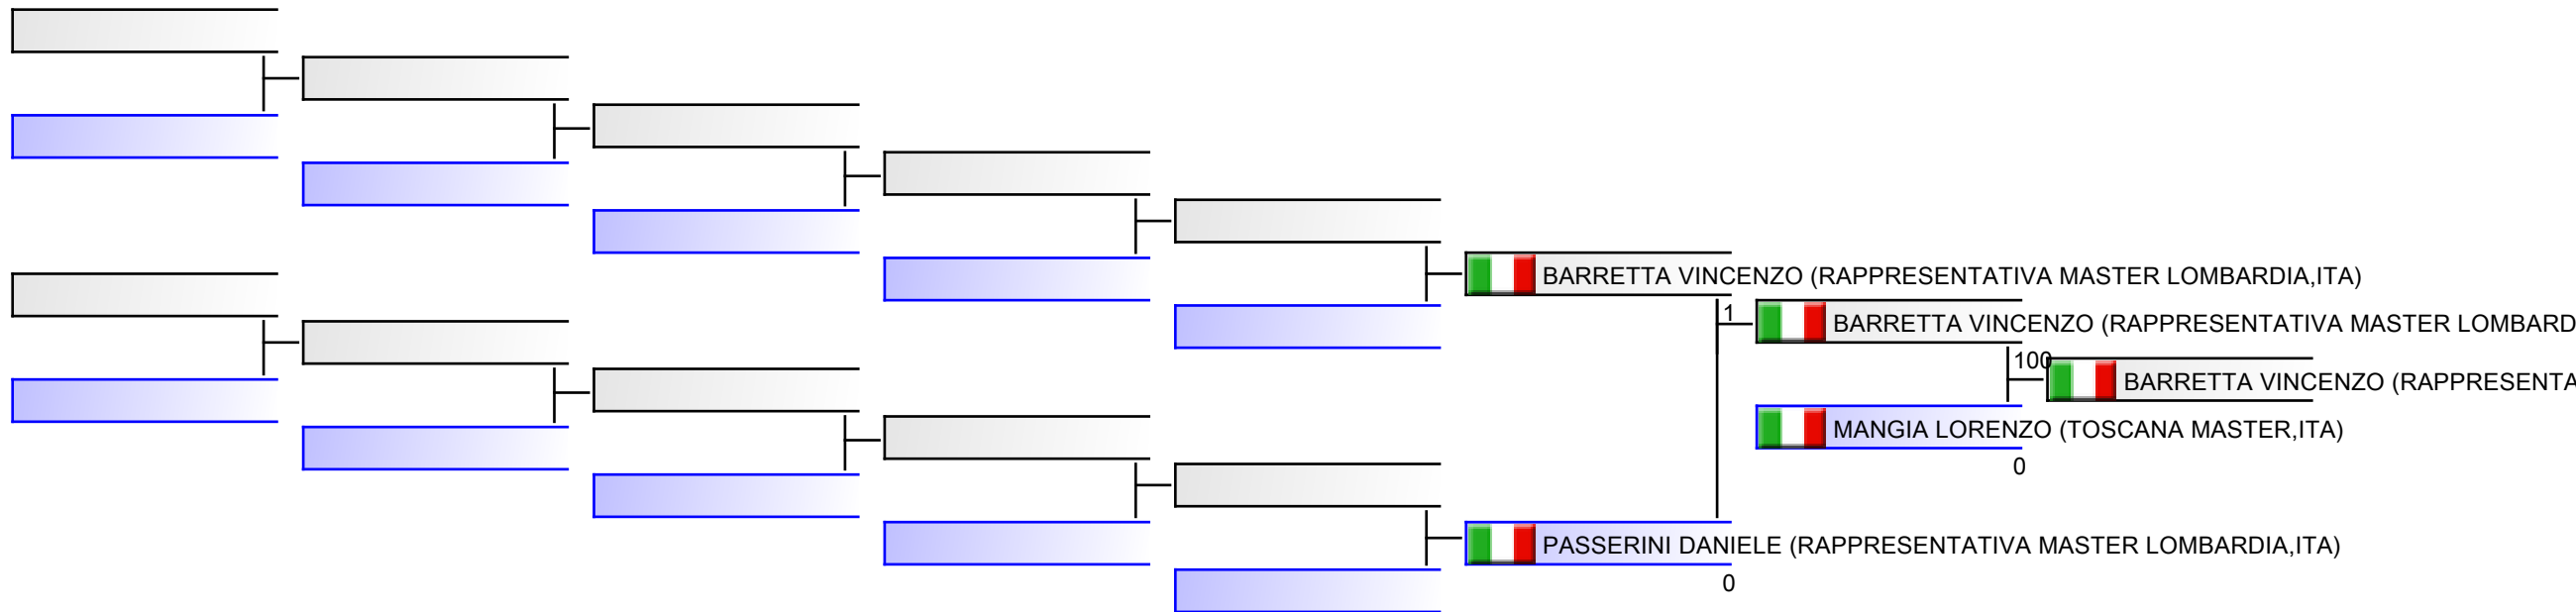 BARRETTA VINCENZO (RAPPRESENTATIVA MASTER LOMBARDIA,ITA)
1
BARRETTA VINCENZO (RAPPRESENTATIVA MASTER LOMBARD
100
BARRETTA VINCENZO (RAPPRESENTA
MANGIA LORENZO (TOSCANA MASTER,ITA)
0
PASSERINI DANIELE (RAPPRESENTATIVA MASTER LOMBARDIA,ITA)
0